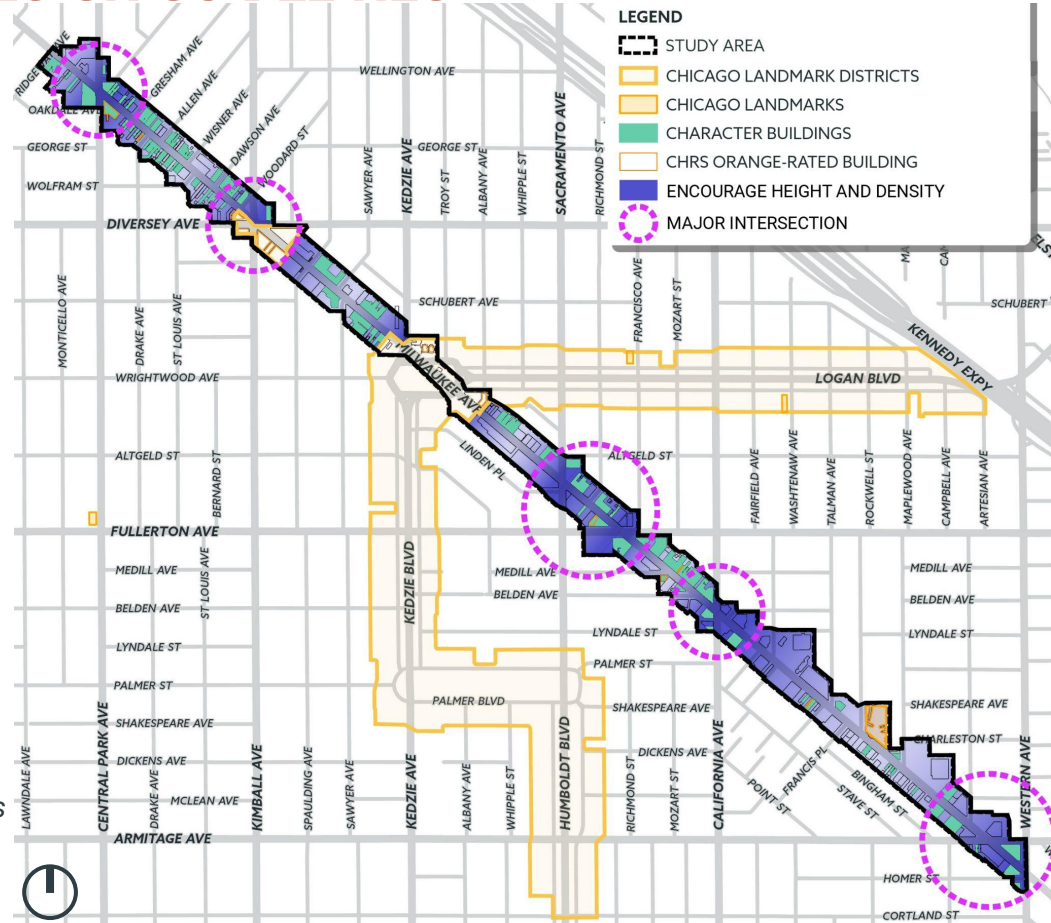 LEGEND
STUDY AREA
CHICAGO LANDMARK DISTRICTS
CHICAGO LANDMARKS
CHARACTER BUILDINGS
CHRS ORANGE-RATED BUILDING
ENCOURAGE HEIGHT AND DENSITY
MAJOR INTERSECTION
GRESHAM AVE
ALLEN AVE
WISNER AVE
DAWSON AVE
WOODARD ST
WELLINGTON AVE
OAKDALE AVE
GEORGE ST
GEORGE ST
WOLFRAM ST
DIVERSEY AVE
SAWYER AVE
KEDZIE AVE
TROY ST
ALBANY AVE
WHIPPLE ST
SACRAMENTO AVE
RICHMOND ST
MONTICELLO AVE
DRAKE AVE
ST LOUIS AVE
SCHUBERT AVE
FRANCISCO AVE
MOZART ST
SCHUBERT
KENNEDY EXPY
MILWAUKEE AVE
WRIGHTWOOD AVE
LOGAN BLVD
ALTGELD ST
BERNARD ST
LINDEN PL
ALTGELD ST
FAIRFIELD AVE
WASHTENAW AVE
TALMAN AVE
ROCKWELL ST
MAPLEWOOD AVE
CAMPBELL AVE
ARTESIAN AVE
FULLERTON AVE
MEDILL AVE
ST LOUIS AVE
KEDZIE BLVD
MEDILL AVE
BELDEN AVE
MEDILL AVE
BELDEN AVE
BELDEN AVE
LYNDALE ST
LYNDALE ST
LYNDALE ST
PALMER ST
PALMER ST
PALMER BLVD
SHAKESPEARE AVE
SHAKESPEARE AVE
SHAKESPEARE AVE
CHARLESTON ST
DICKENS AVE
DICKENS AVE
LAWNDALE AVE
CENTRAL PARK AVE
DRAKE AVE
MCLEAN AVE
KIMBALL AVE
SPAULDING AVE
SAWYER AVE
KEDZIE AVE
ALBANY AVE
WHIPPLE ST
HUMBOLDT BLVD
RICHMOND ST
MOZART ST
CALIFORNIA AVE
POINT ST
FRANCIS PL
STAVE ST
BINGHAM ST
WESTERN AVE
ARMITAGE AVE
HOMER ST
CORTLAND ST